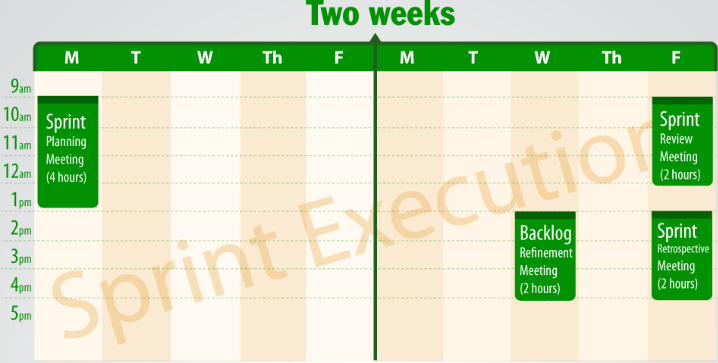 Two weeks
M T W Th F M T W Th F
9am
10am
11am
12am
1pm
2pm
3pm
4pm
5pm
Sprint
Planning
Meeting
(4 hours)
Sprint
Review
Meeting
(2 hours)
Backlog
Refinement
Meeting
(2 hours)
Sprint
Retrospective
Meeting
(2 hours)
Sprint Execution